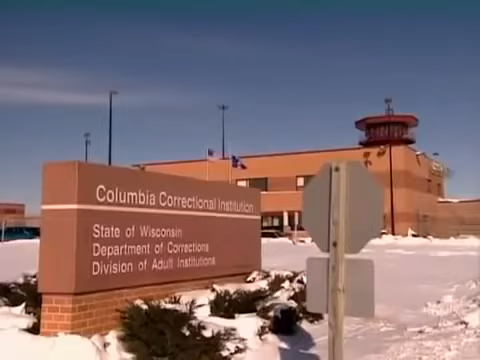 Columbia Correctional Institution
State of Wisconsin
Department of Corrections
Division of Adult Institutions